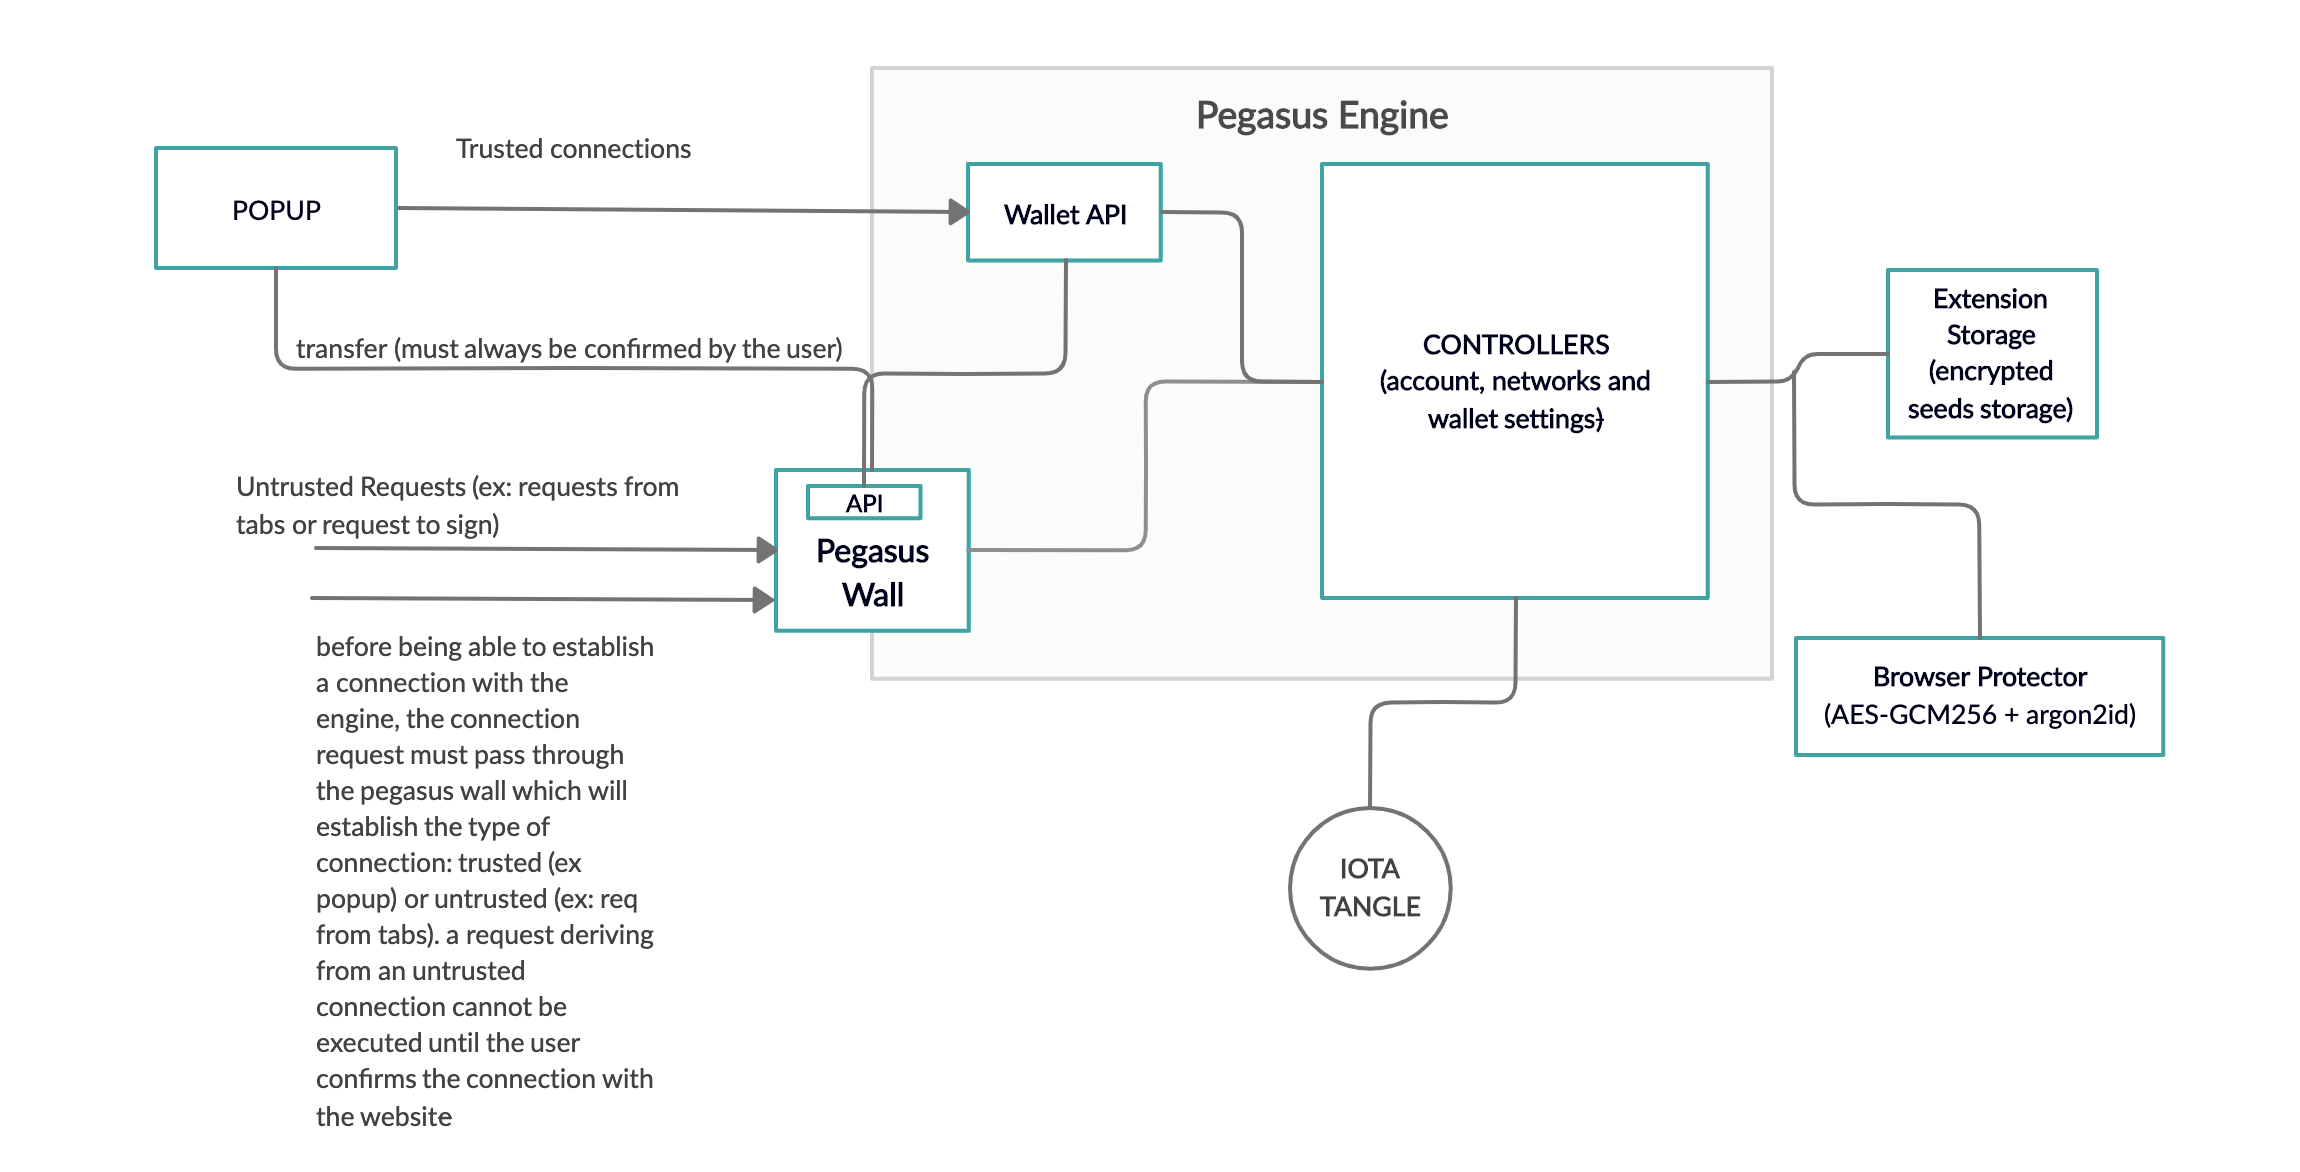 Pegasus Engine
Trusted connections
POPUP
Wallet API
transfer (must always be confirmed by the user)
CONTROLLERS
(account, networks and
wallet settings)
Extension
Storage
(encrypted
seeds storage)
Untrusted Requests (ex: requests from
tabs or request to sign)
API
Pegasus
Wall
before being able to establish
a connection with the
engine, the connection
request must pass through
the pegasus wall which will
establish the type of
connection: trusted (ex
popup) or untrusted (ex: req
from tabs). a request deriving
from an untrusted
connection cannot be
executed until the user
confirms the connection with
the website
Browser Protector
(AES-GCM256 + argon2id)
IOTA
TANGLE